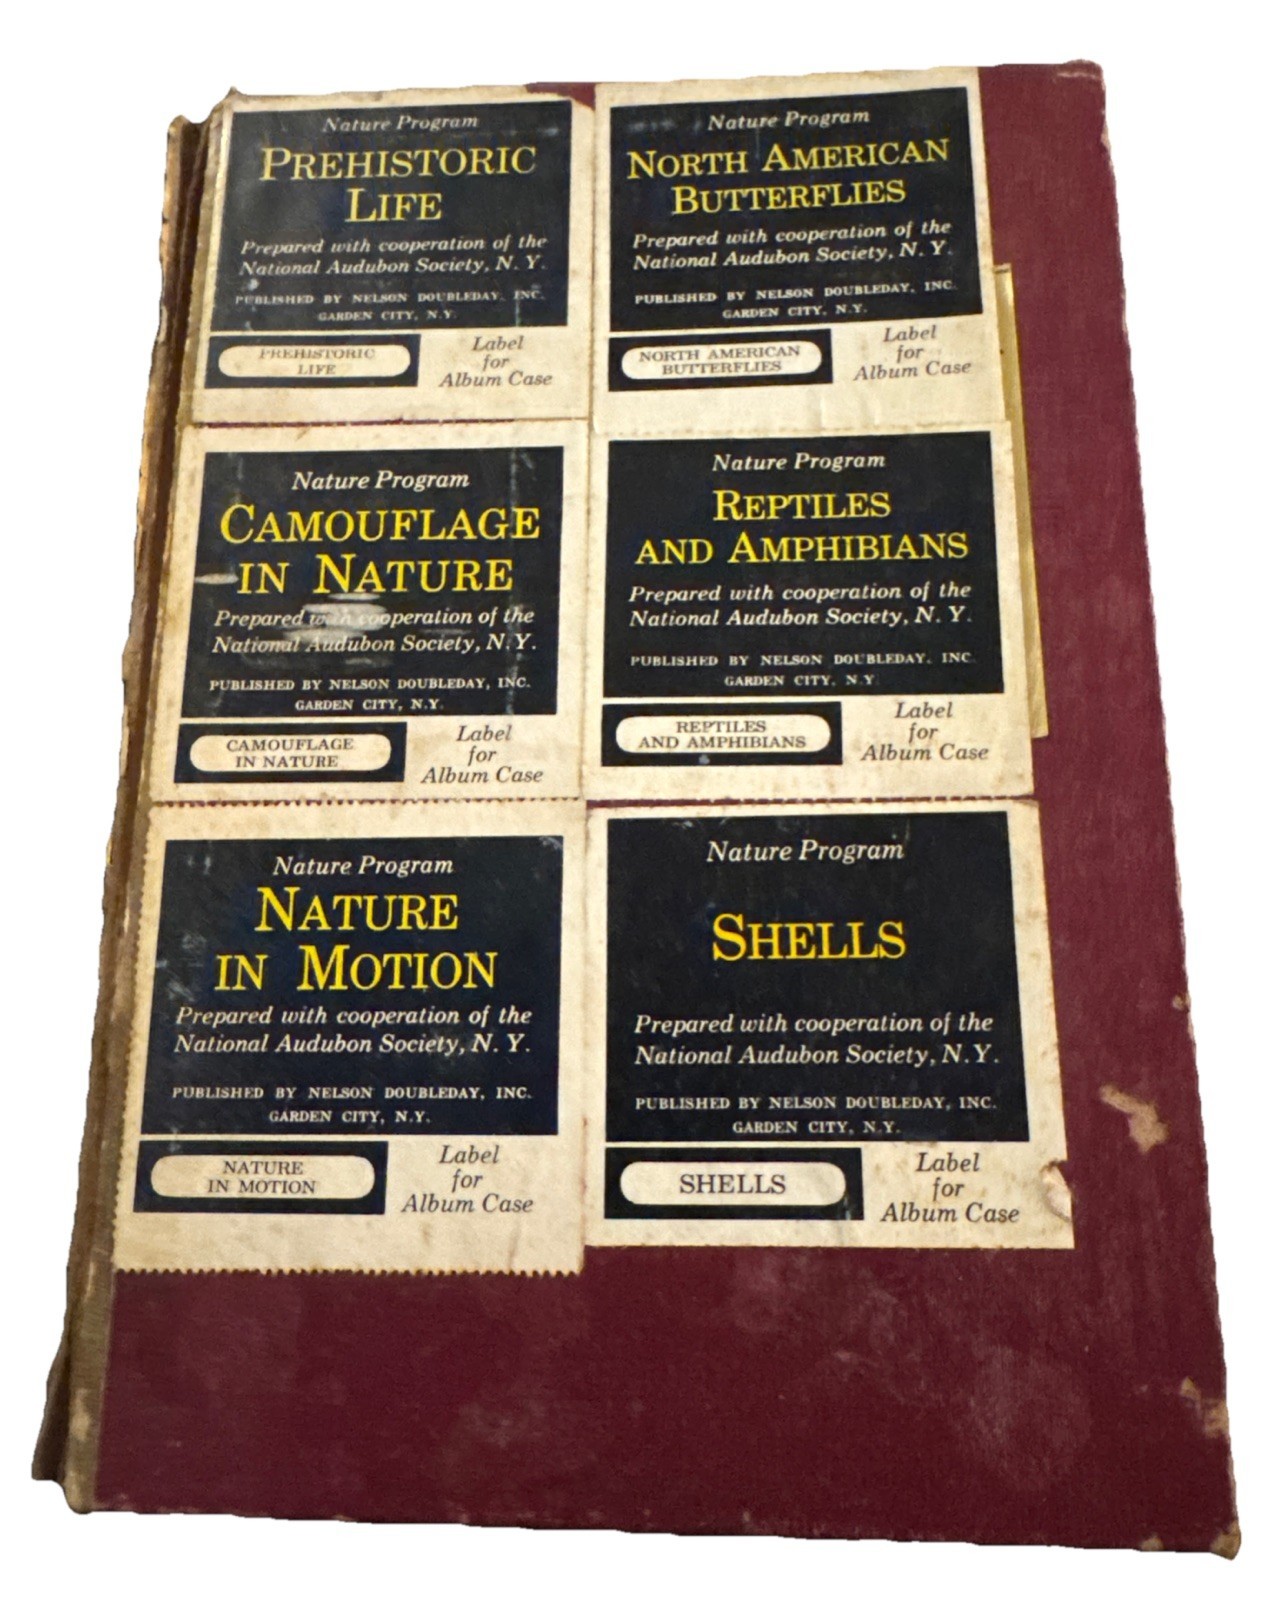 Nature Program
PREHISTORIC
LIFE
Prepared with cooperation of the
National Audubon Society, N. Y.
PUBLISHED BY NELSON DOUBLEDAY, INC.
GARDEN CITY, N.Y.
PREHISTORIC
LIFE
Label
for
Album Case
Nature Program
NORTH AMERICAN
BUTTERFLIES
Prepared with cooperation of the
National Audubon Society, N. Y.
PUBLISHED BY NELSON DOUBLEDAY, INC.
GARDEN CITY, N.Y.
NORTH AMERICAN
BUTTERFLIES
Label
for
Album Case
Nature Program
CAMOUFLAGE
IN NATURE
Prepared with cooperation of the
National Audubon Society, N.Y.
PUBLISHED BY NELSON DOUBLEDAY, INC.
GARDEN CITY, N.Y.
CAMOUFLAGE
IN NATURE
Label
for
Album Case
Nature Program
REPTILES
AND AMPHIBIANS
Prepared with cooperation of the
National Audubon Society, N. Y.
PUBLISHED BY NELSON DOUBLEDAY, INC.
GARDEN CITY, N.Y.
REPTILES
AND AMPHIBIANS
Label
for
Album Case
Nature Program
NATURE
IN MOTION
Prepared with cooperation of the
National Audubon Society, N. Y.
PUBLISHED BY NELSON DOUBLEDAY, INC.
GARDEN CITY, N.Y.
NATURE
IN MOTION
Label
for
Album Case
Nature Program
SHELLS
Prepared with cooperation of the
National Audubon Society, N.Y.
PUBLISHED BY NELSON DOUBLEDAY, INC.
GARDEN CITY, N.Y.
SHELLS
Label
for
Album Case